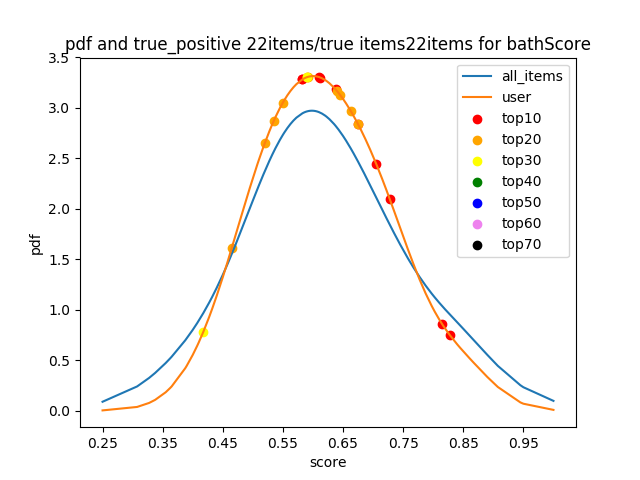 pdf and true_positive 22items/true items22items for bathScore
3.5
3.0
2.5
2.0
1.5
1.0
0.5
0.0
pdf
all_items
user
top10
top20
top30
top40
top50
top60
top70
0.25 0.35 0.45 0.55 0.65 0.75 0.85 0.95
score